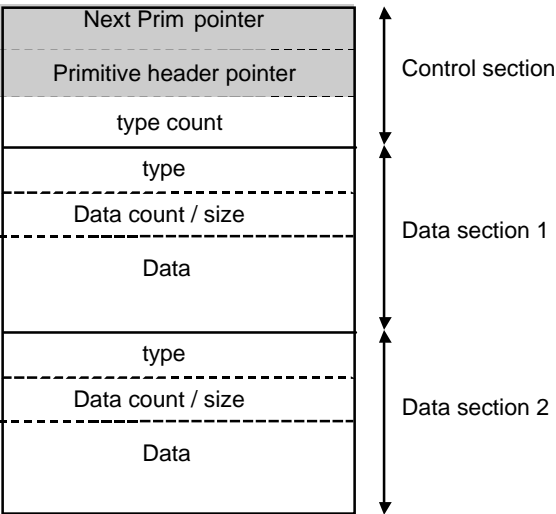 Next Prim pointer
Primitive header pointer
Control section
type count
type
Data count / size
Data section 1
Data
type
Data count / size
Data section 2
Data